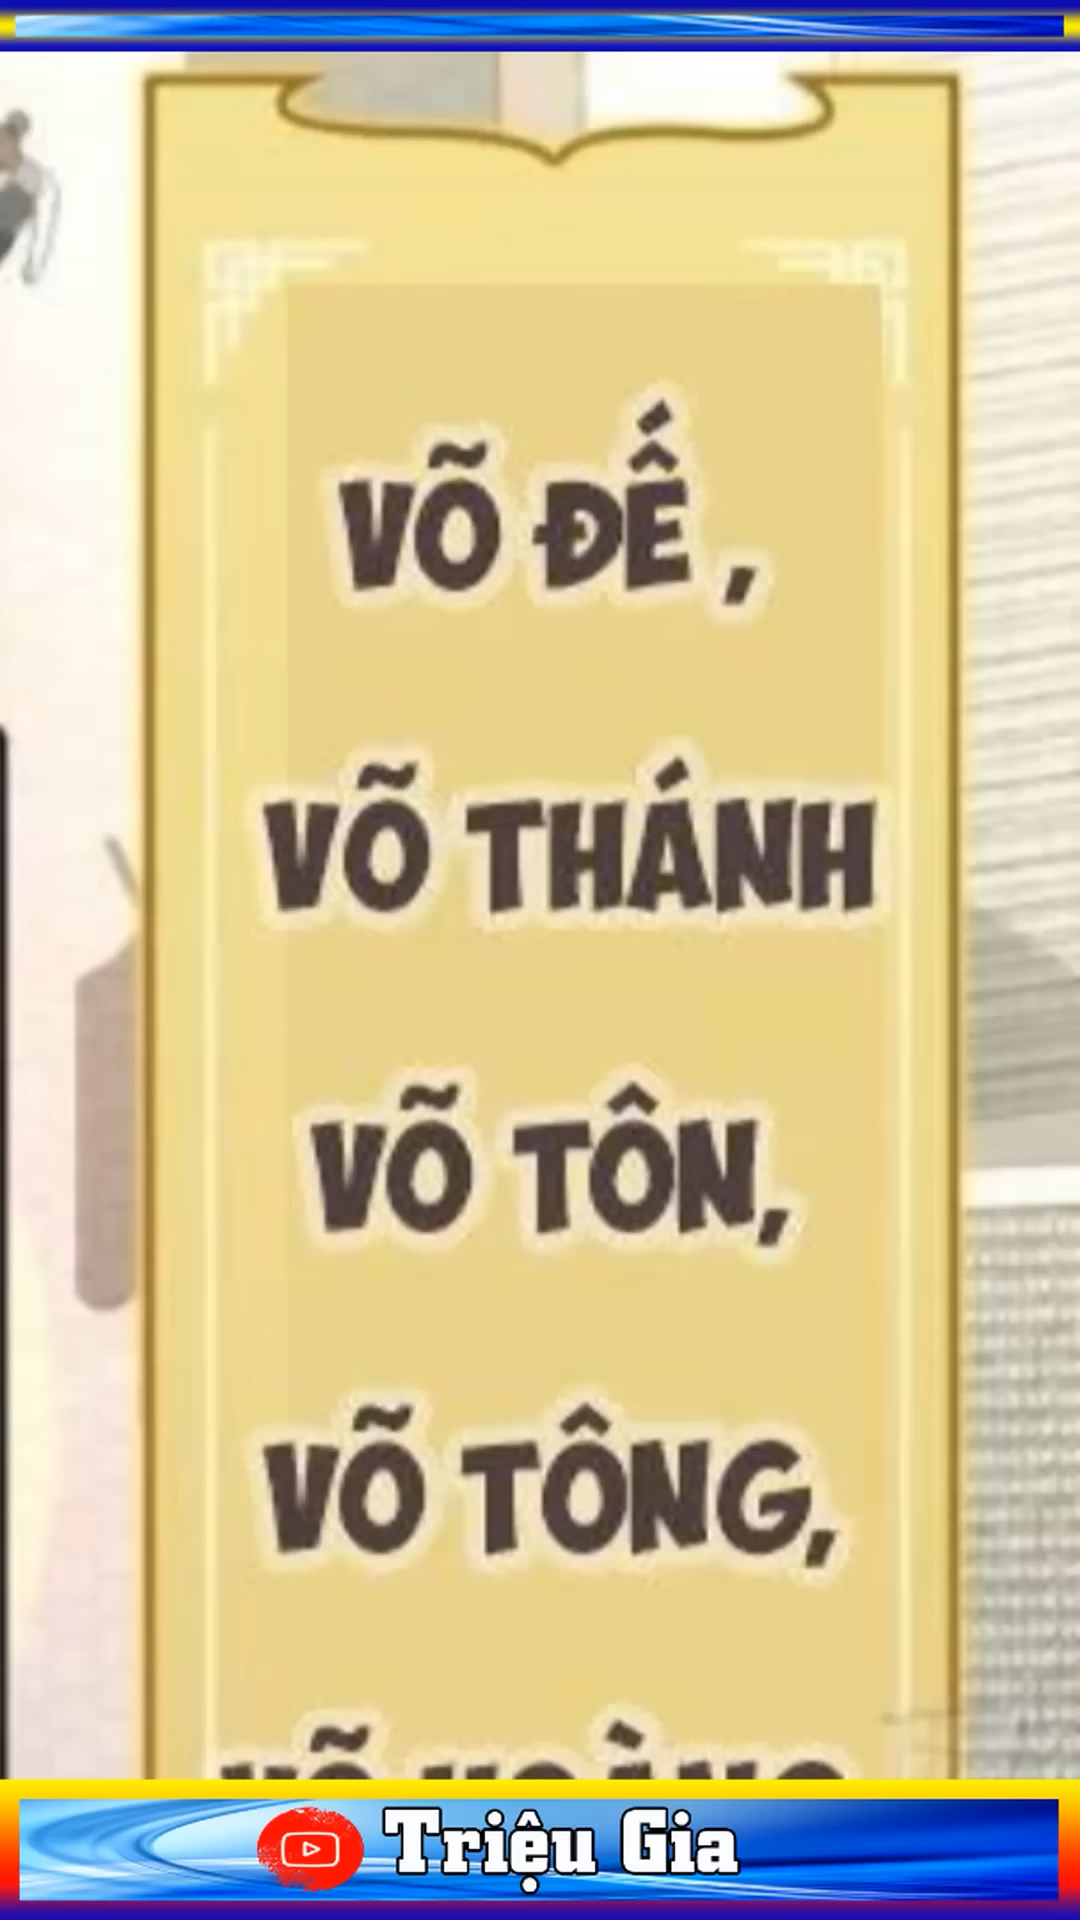 VÕ ĐẾ ,
VÕ THÁNH
VÕ TÔN,
VÕ TÔNG,
Triệu Gia